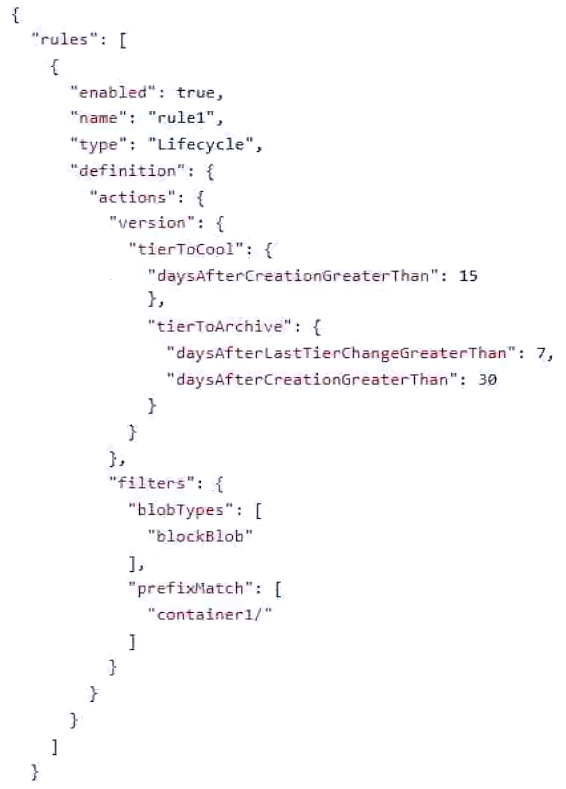 {
"rules": [
{
"enabled": true,
"name": "rule1",
"type": "Lifecycle",
"definition": {
"actions": {
"version": {
"tierToCool": {
"daysAfterCreationGreaterThan": 15
},
"tierToArchive": {
"daysAfterLastTierChangeGreaterThan": 7,
"daysAfterCreationGreaterThan": 30
}
}
},
"filters": {
"blobTypes": [
"blockBlob"
],
"prefixMatch": [
"container1/"
]
}
}
}
]
}